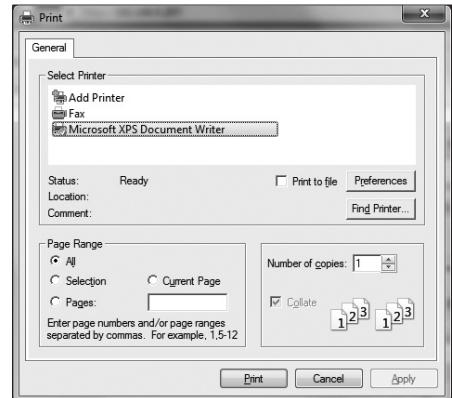 Print
General
Select Printer
Add Printer
Fax
Microsoft XPS Document Writer
Status: Ready
Print to file Preferences
Location:
Find Printer...
Comment:
Page Range
All
Selection Current Page
Pages:
Enter page numbers and/or page ranges
separated by commas. For example, 1,5-12
Number of copies: 1
Collate
1 2 3 1 2 3
Print Cancel Apply